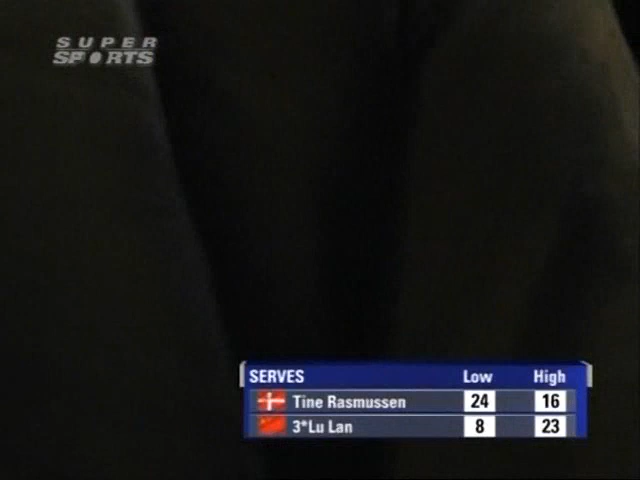 SUPER
SPORTS
SERVES Low High
Tine Rasmussen 24 16
3*Lu Lan 8 23